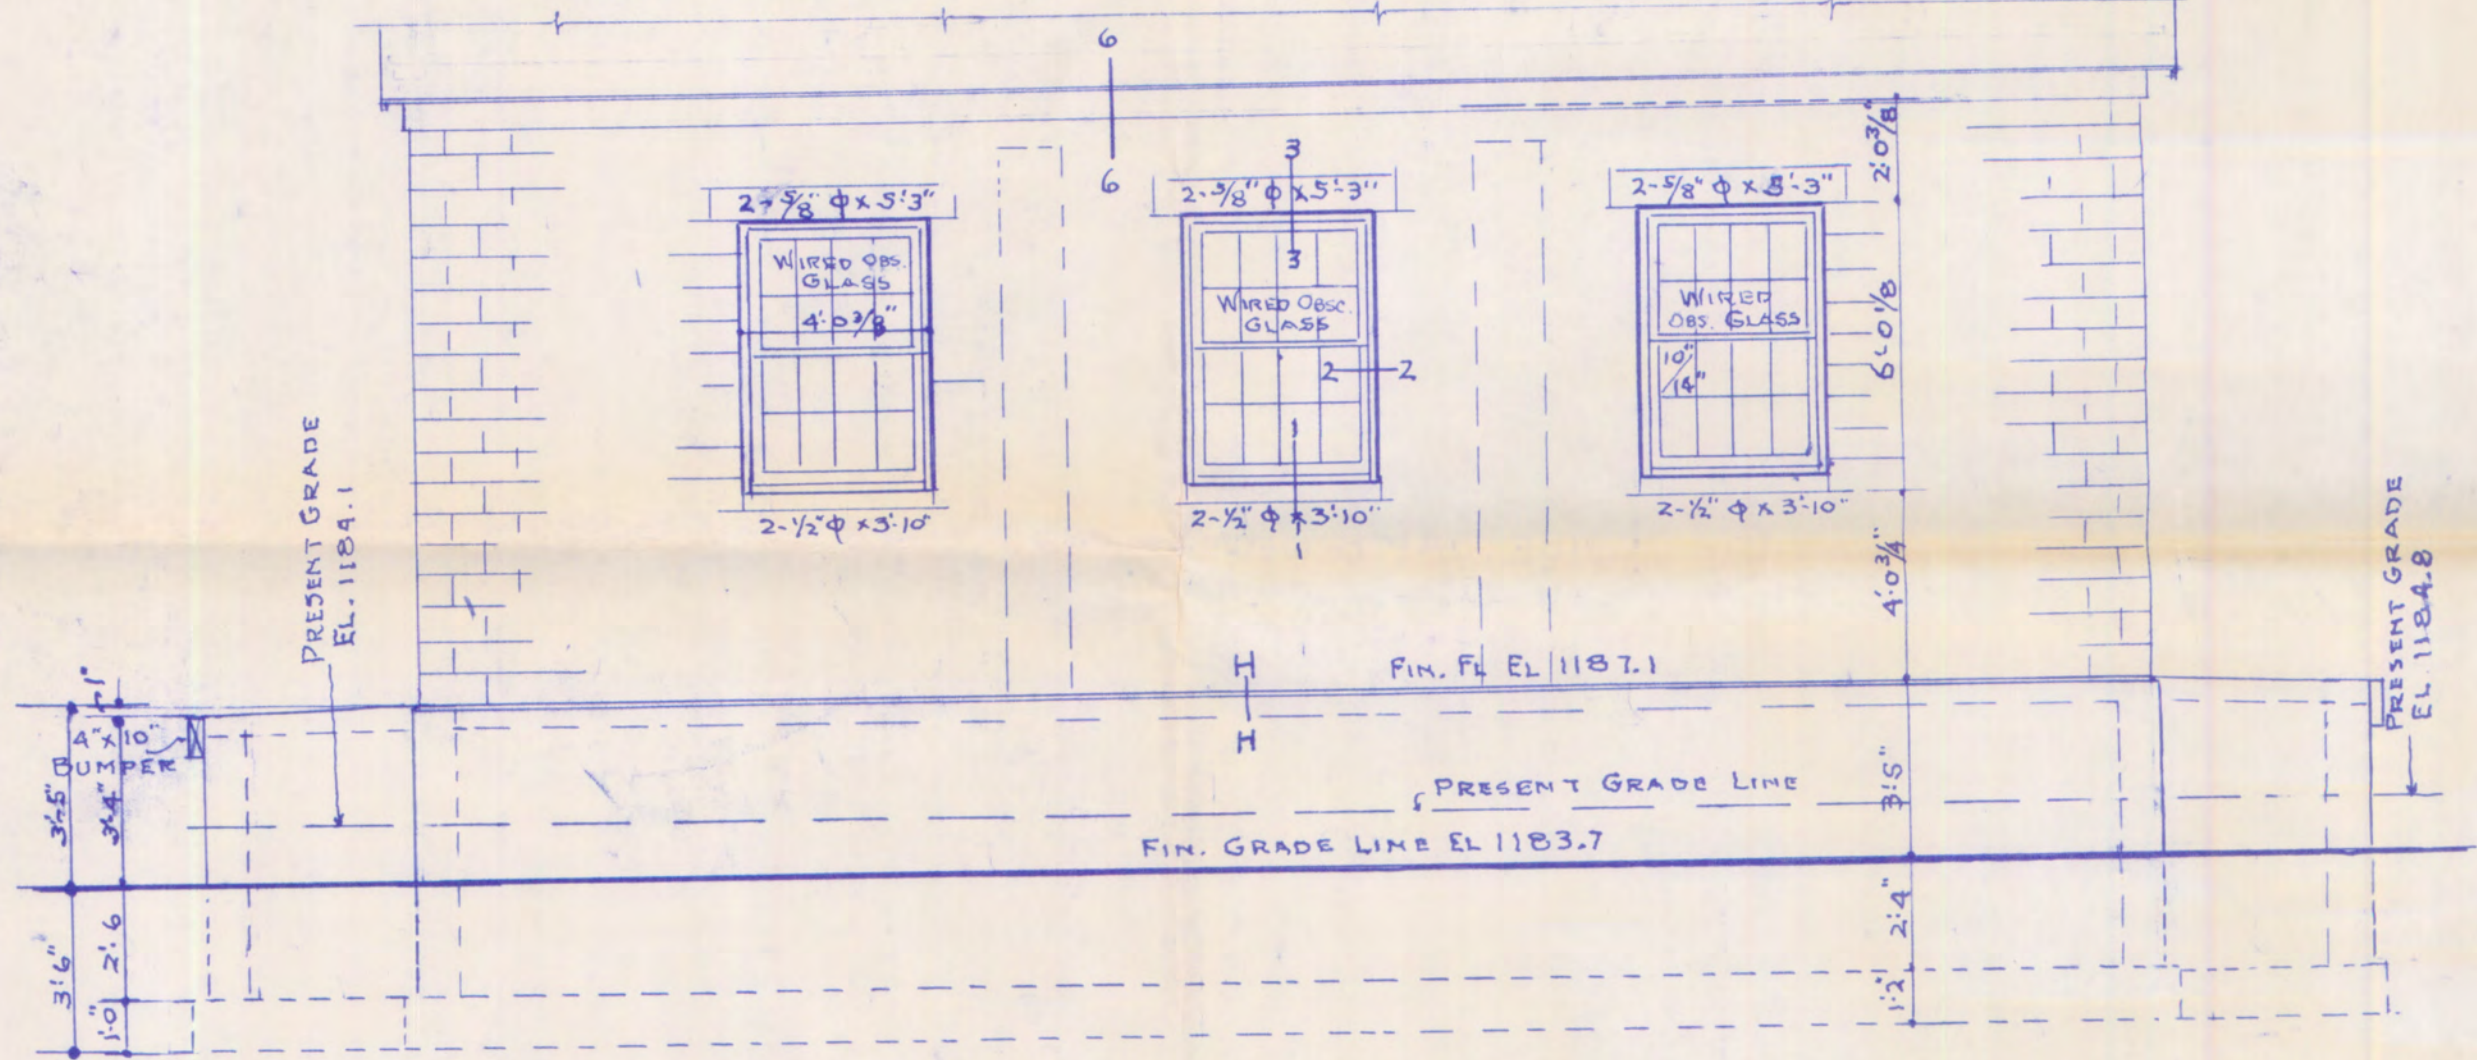 6
6
2'-0 3/8"
3
2-5/8" φ x 5'-3"
2-5/8" φ x 5'-3"
2-5/8" φ x 5'-3"
3
WIRED OBS.
GLASS
4'-0 3/8"
WIRED OBSC.
GLASS
WIRED
OBS. GLASS
6'-0 1/8
10"
14"
2 2
1
2-1/2" φ x 3'-10"
2-1/2" φ x 3'-10"
2-1/2" φ x 3'-10"
1
PRESENT GRADE
EL. 1184.1
4'-0 3/4"
PRESENT GRADE
EL. 1184.8
I
FIN. FL EL 1187.1
I
1"
4" x 10"
BUMPER
3'-5"
3'-4"
3'-5"
PRESENT GRADE LINE
FIN. GRADE LINE EL 1183.7
3'6"
2'-6
1'-0"
2'-4"
1'-2"